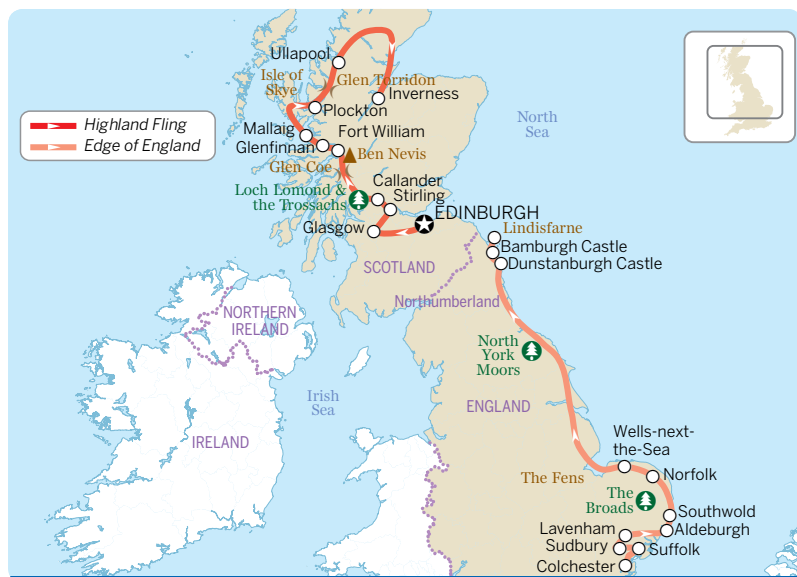 Ullapool
Isle of
Skye
Glen Torridon
Inverness
Plockton
Highland Fling
Edge of England
North
Sea
Mallaig
Fort William
Glenfinnan
Ben Nevis
Glen Coe
Callander
Loch Lomond &
the Trossachs
Stirling
EDINBURGH
Glasgow
Lindisfarne
Bamburgh Castle
Dunstanburgh Castle
SCOTLAND
Northumberland
NORTHERN
IRELAND
North
York
Moors
Irish
Sea
ENGLAND
IRELAND
Wells-next-
the-Sea
The Fens
Norfolk
The
Broads
Southwold
Lavenham
Aldeburgh
Sudbury
Suffolk
Colchester